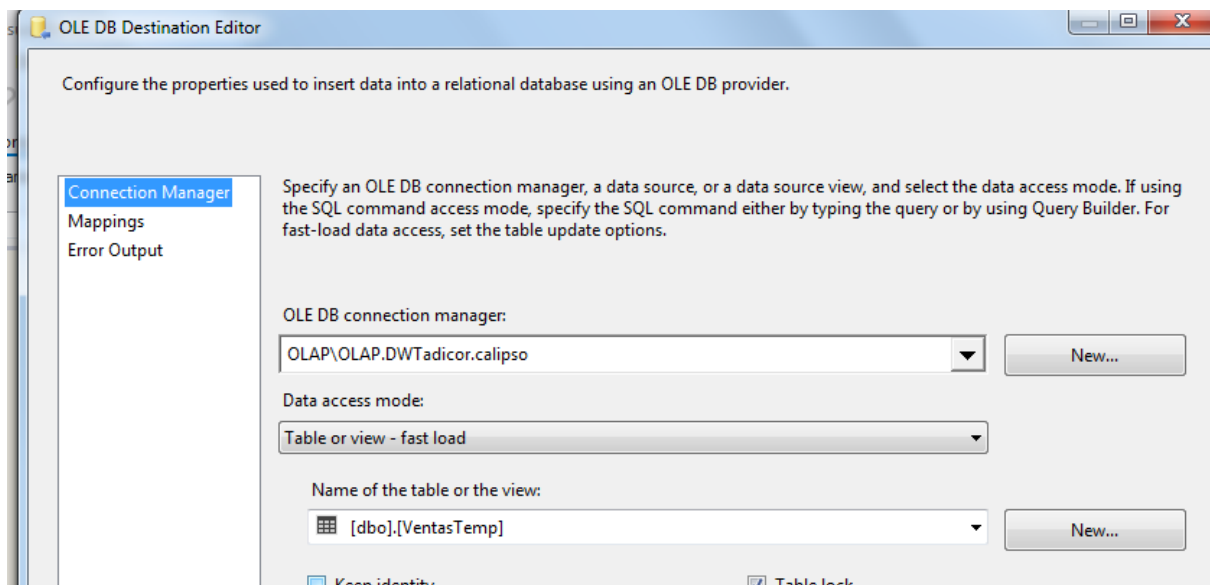 OLE DB Destination Editor
Configure the properties used to insert data into a relational database using an OLE DB provider.
Connection Manager
Mappings
Error Output
Specify an OLE DB connection manager, a data source, or a data source view, and select the data access mode. If using
the SQL command access mode, specify the SQL command either by typing the query or by using Query Builder. For
fast-load data access, set the table update options.
OLE DB connection manager:
OLAP\OLAP.DWTadicor.calipso
New...
Data access mode:
Table or view - fast load
Name of the table or the view:
[dbo].[VentasTemp]
New...
Keep identity
Table lock